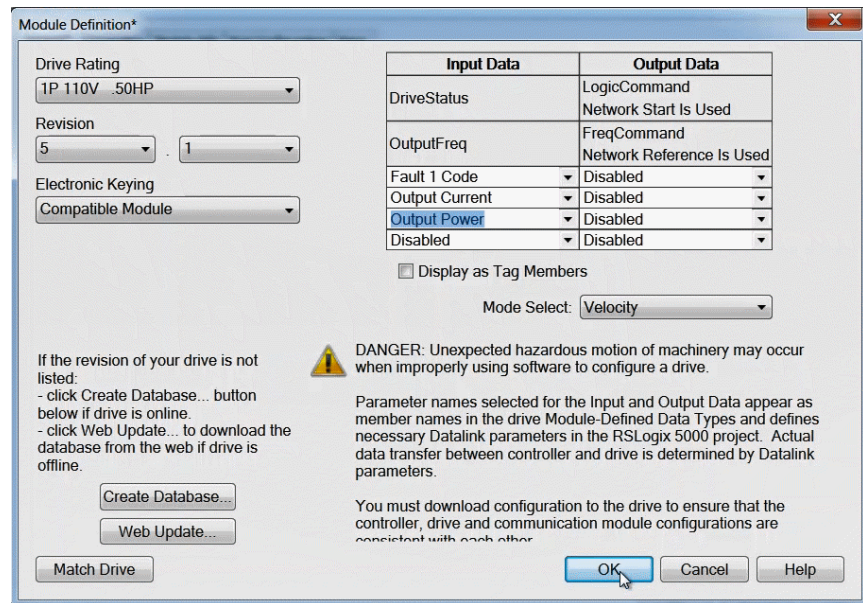 Module Definition*
X
Drive Rating
1P 110V .50HP
Revision
5 . 1
Electronic Keying
Compatible Module
Input Data Output Data
DriveStatus
LogicCommand
Network Start Is Used
OutputFreq
FreqCommand
Network Reference Is Used
Fault 1 Code Disabled
Output Current Disabled
Output Power Disabled
Disabled Disabled
Display as Tag Members
Mode Select: Velocity
If the revision of your drive is not
listed:
- click Create Database... button
below if drive is online.
- click Web Update... to download the
database from the web if drive is
offline.
Create Database...
Web Update...
DANGER: Unexpected hazardous motion of machinery may occur
when improperly using software to configure a drive.
Parameter names selected for the Input and Output Data appear as
member names in the drive Module-Defined Data Types and defines
necessary Datalink parameters in the RSLogix 5000 project. Actual
data transfer between controller and drive is determined by Datalink
parameters.
You must download configuration to the drive to ensure that the
controller, drive and communication module configurations are
consistent with each other.
Match Drive
OK Cancel Help